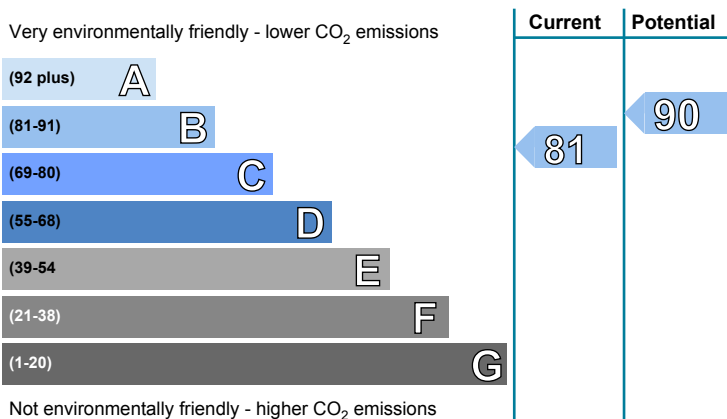 Very environmentally friendly - lower CO2 emissions
Current
Potential
(92 plus) A
(81-91) B
(69-80) C
(55-68) D
(39-54 E
(21-38) F
(1-20) G
81
90
Not environmentally friendly - higher CO2 emissions